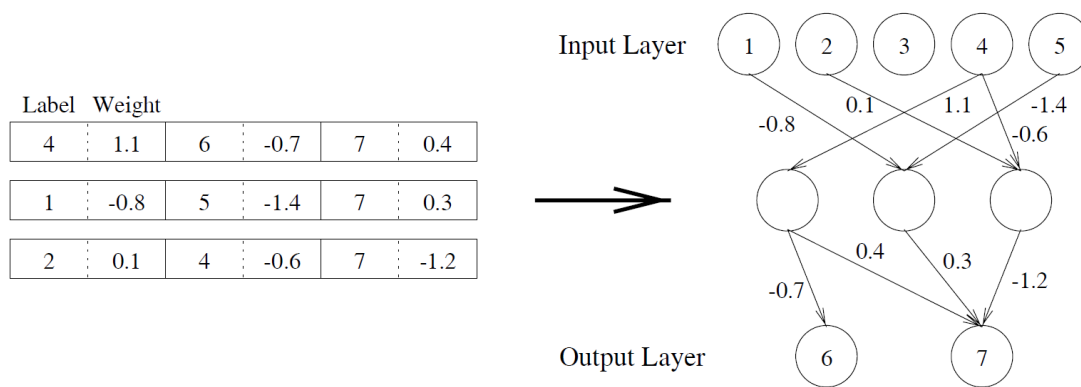 Label Weight
4 1.1 6 -0.7 7 0.4
1 -0.8 5 -1.4 7 0.3
2 0.1 4 -0.6 7 -1.2
Input Layer 1 2 3 4 5
0.1 1.1 -1.4
-0.8 -0.6
0.4 0.3
-0.7 -1.2
Output Layer 6 7